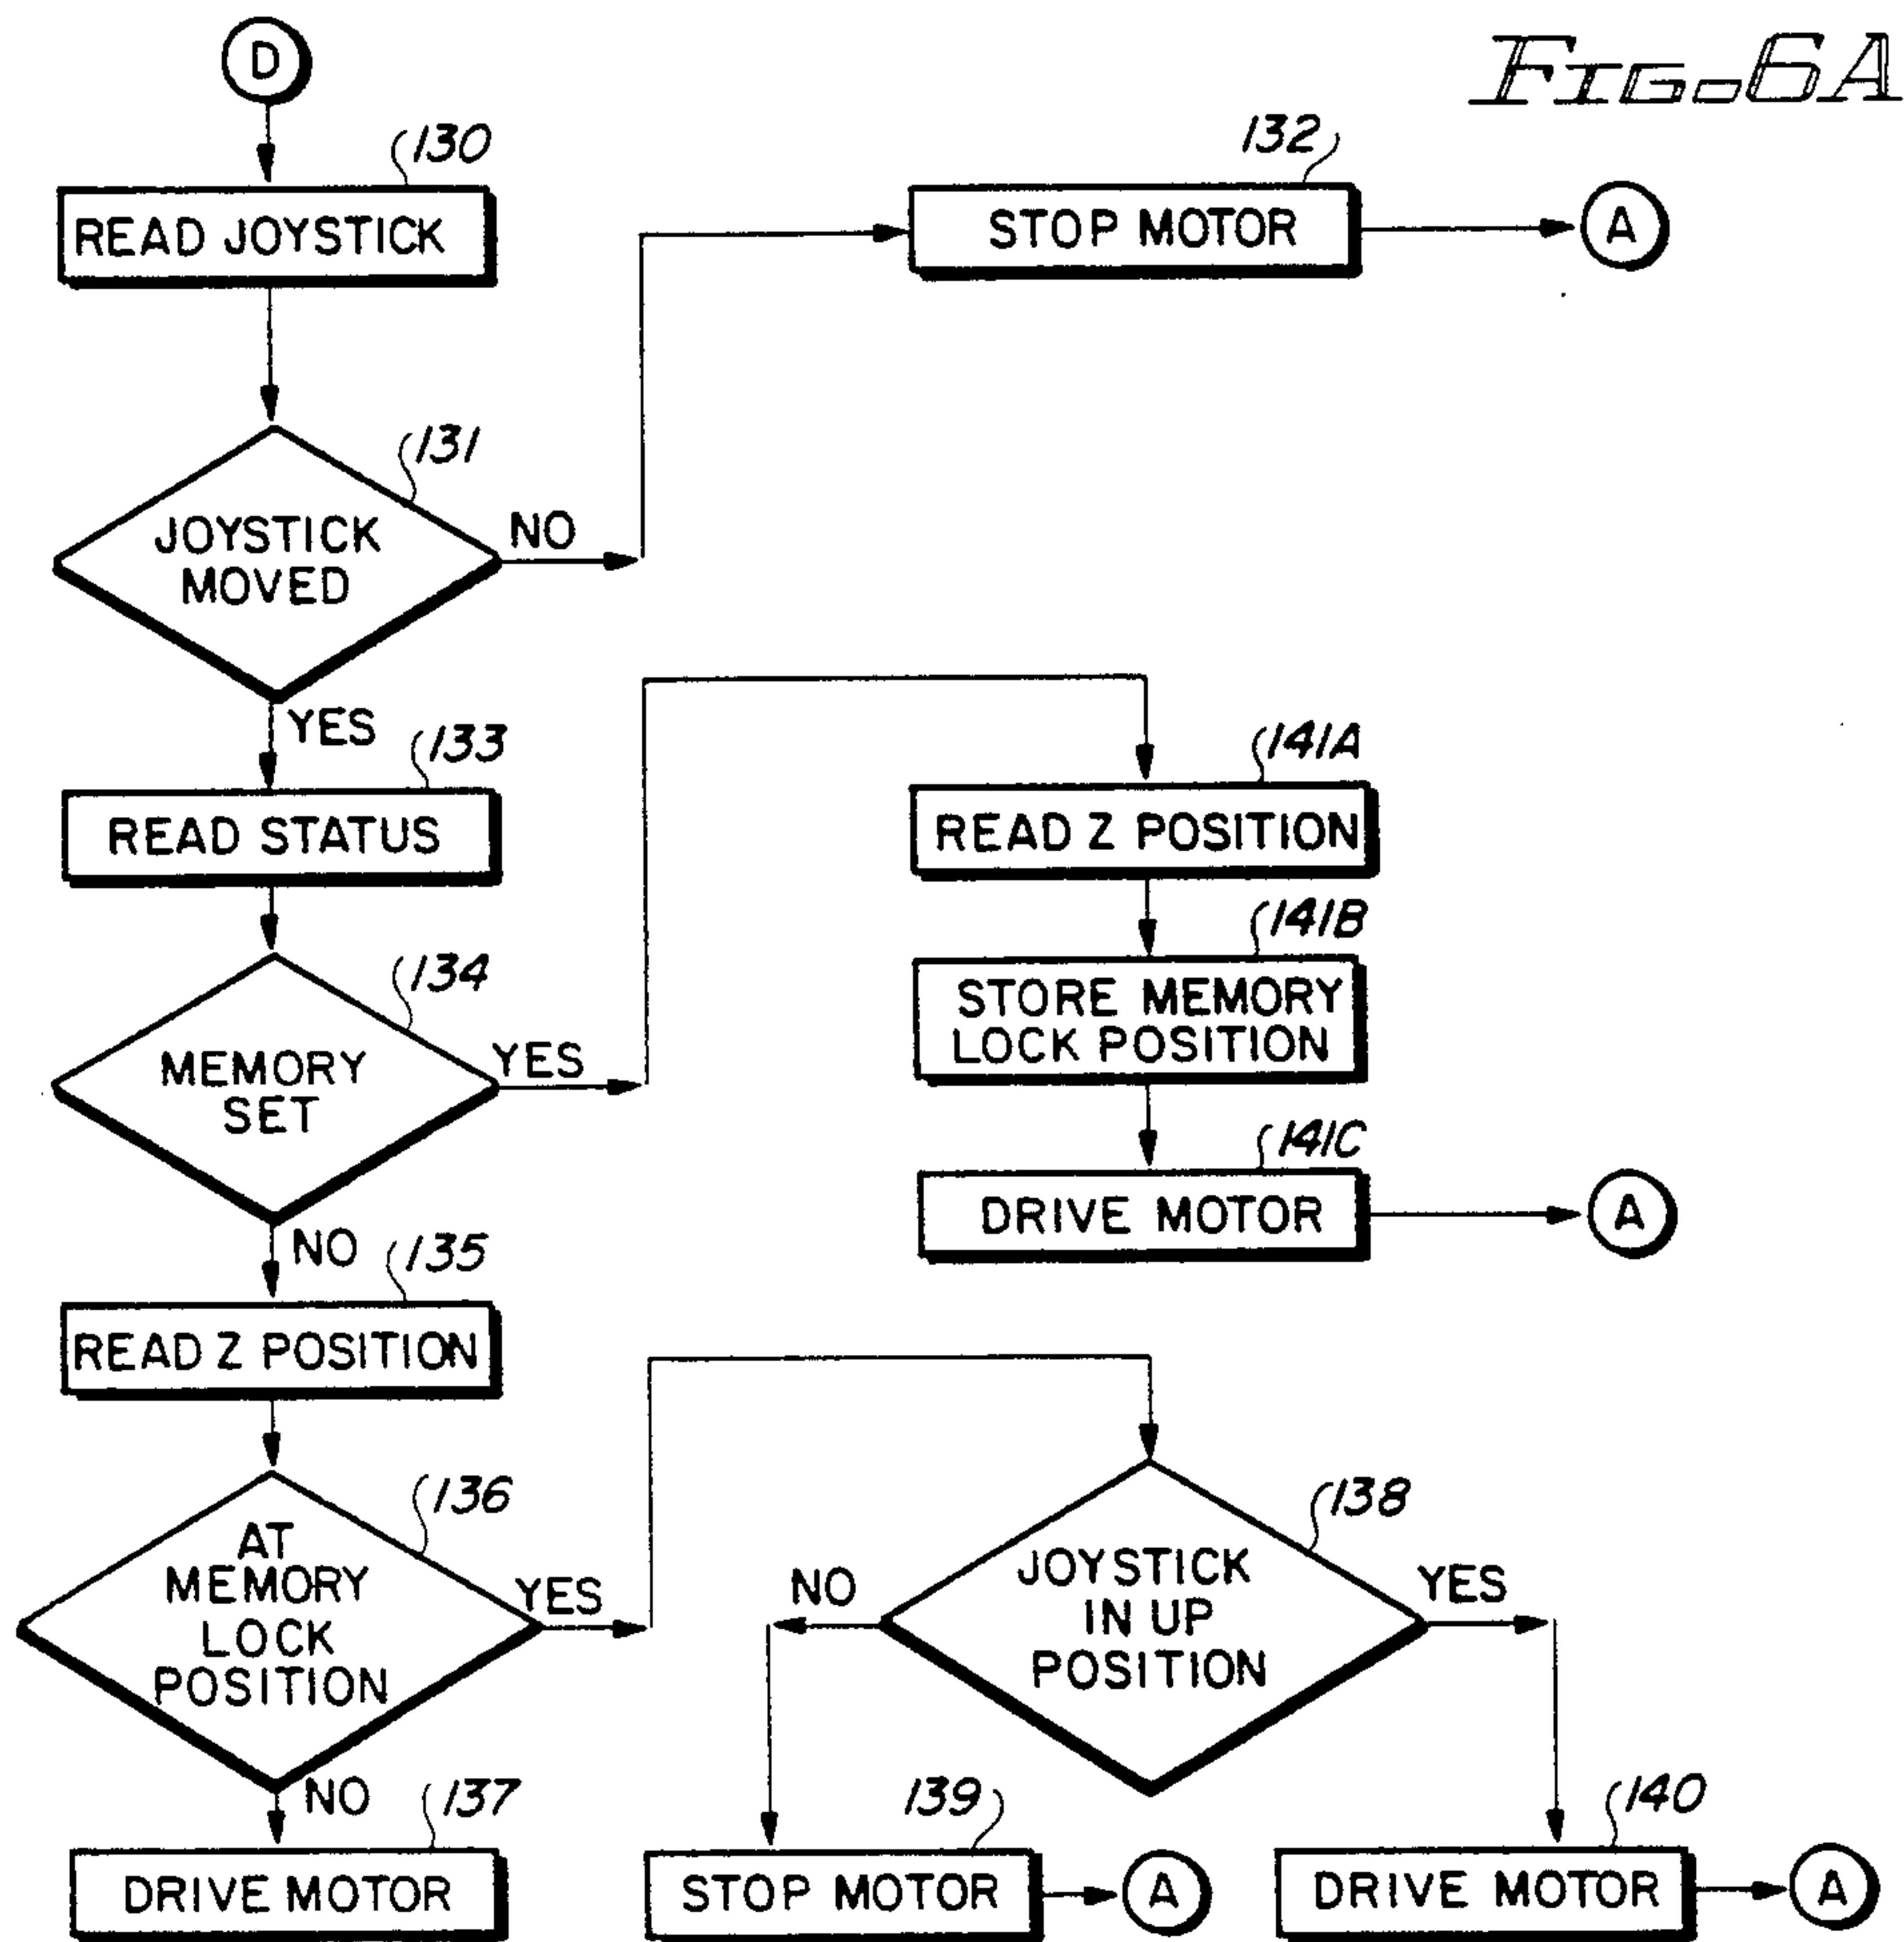 FIG. 6A
D
130
READ JOYSTICK
132
STOP MOTOR
A
131
JOYSTICK
MOVED
NO
YES
133
READ STATUS
141A
READ Z POSITION
141B
STORE MEMORY
LOCK POSITION
134
MEMORY
SET
YES
141C
DRIVE MOTOR
A
NO
135
READ Z POSITION
136
AT
MEMORY
LOCK
POSITION
YES
138
JOYSTICK
IN UP
POSITION
NO
YES
NO
137
DRIVE MOTOR
139
STOP MOTOR
A
140
DRIVE MOTOR
A